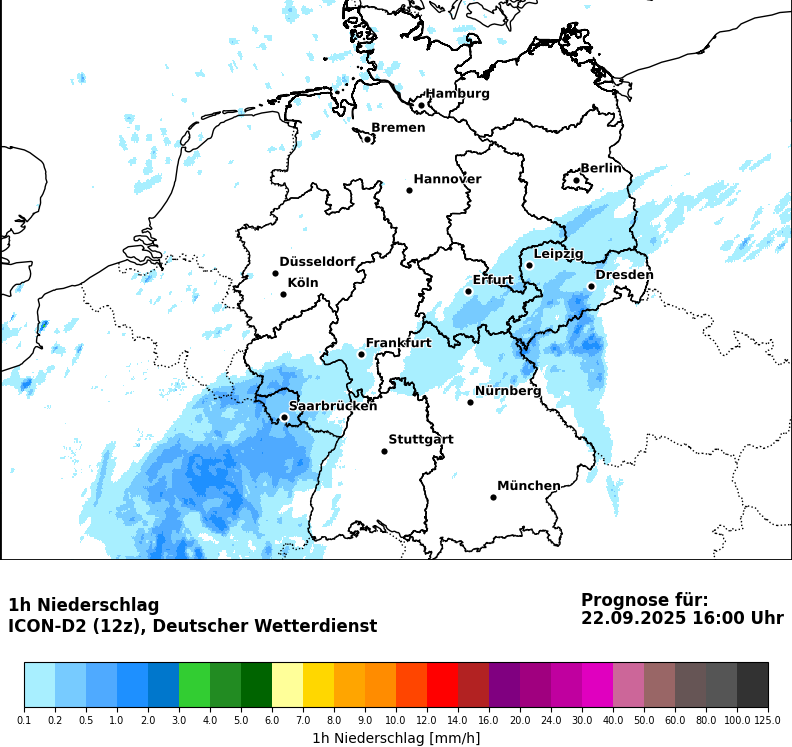 Hamburg
Bremen
Berlin
Hannover
Leipzig
Düsseldorf
Dresden
Köln
Erfurt
Frankfurt
Nürnberg
Saarbrücken
Stuttgart
München
1h Niederschlag
ICON-D2 (12z), Deutscher Wetterdienst
Prognose für:
22.09.2025 16:00 Uhr
0.1 0.2 0.5 1.0 2.0 3.0 4.0 5.0 6.0 7.0 8.0 9.0 10.0 12.0 14.0 16.0 20.0 24.0 30.0 40.0 50.0 60.0 80.0 100.0 125.0
1h Niederschlag [mm/h]